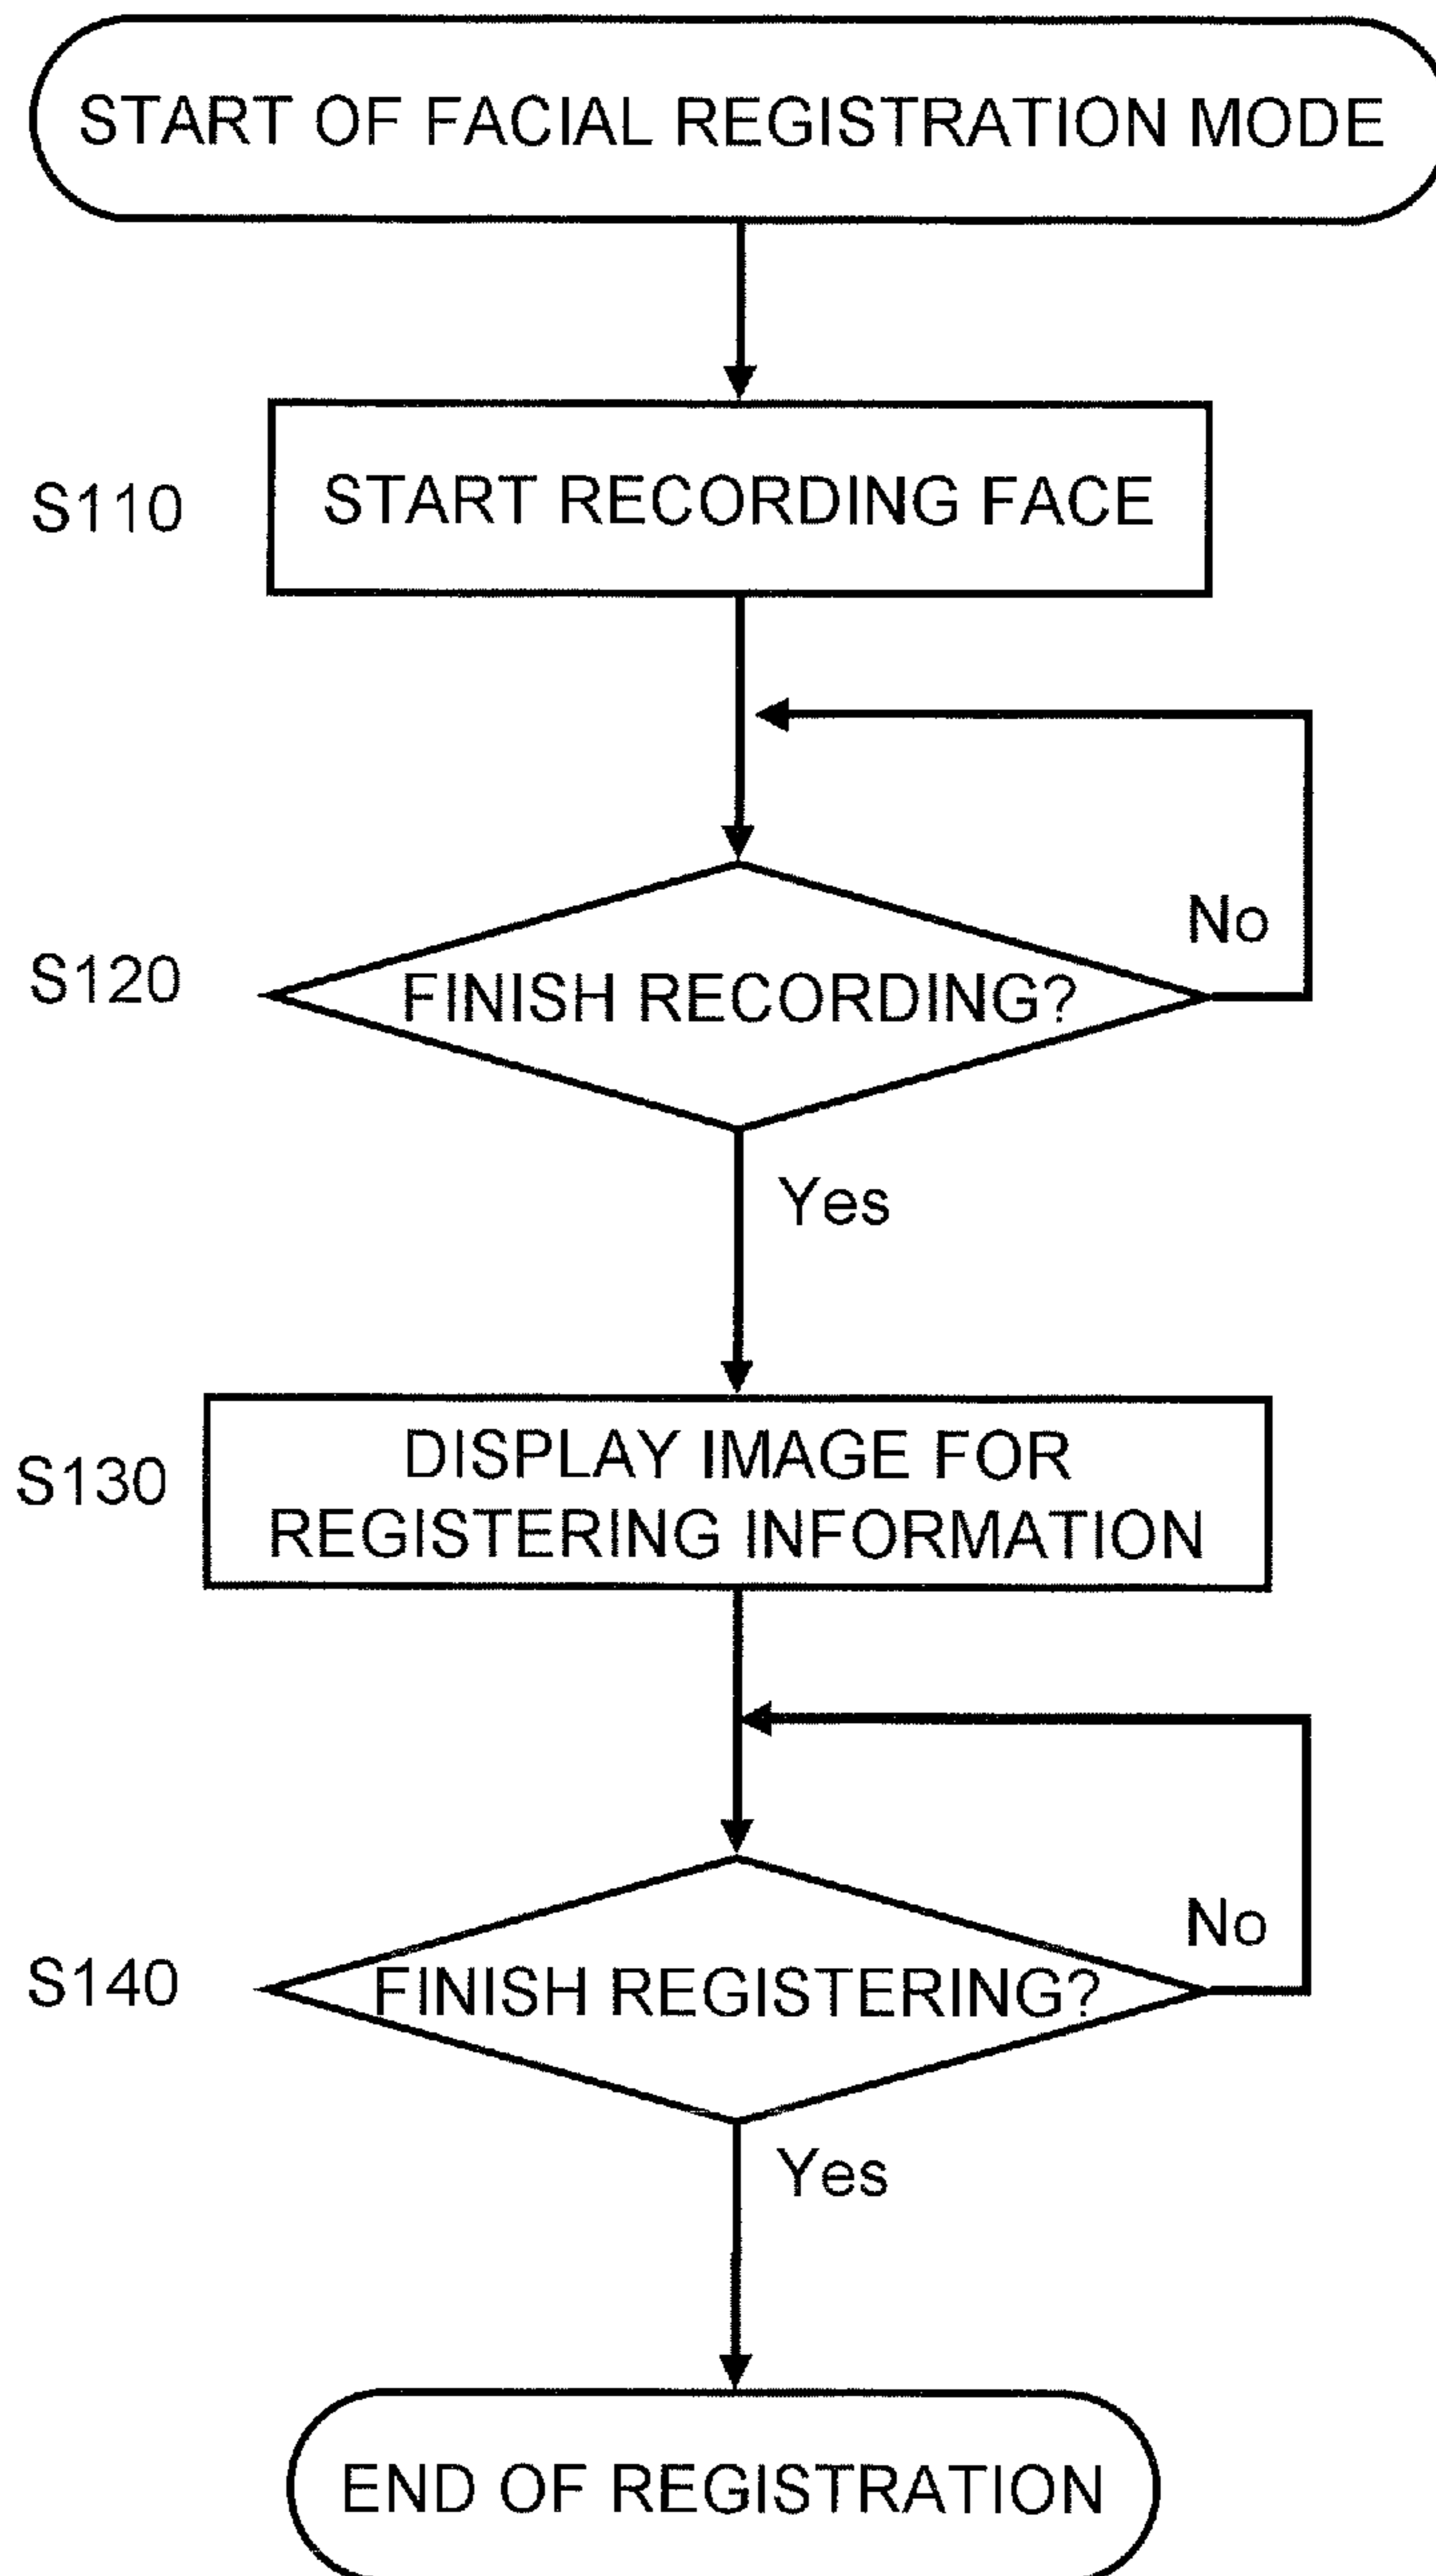 START OF FACIAL REGISTRATION MODE
S110
START RECORDING FACE
No
S120
FINISH RECORDING?
Yes
S130
DISPLAY IMAGE FOR
REGISTERING INFORMATION
No
S140
FINISH REGISTERING?
Yes
END OF REGISTRATION